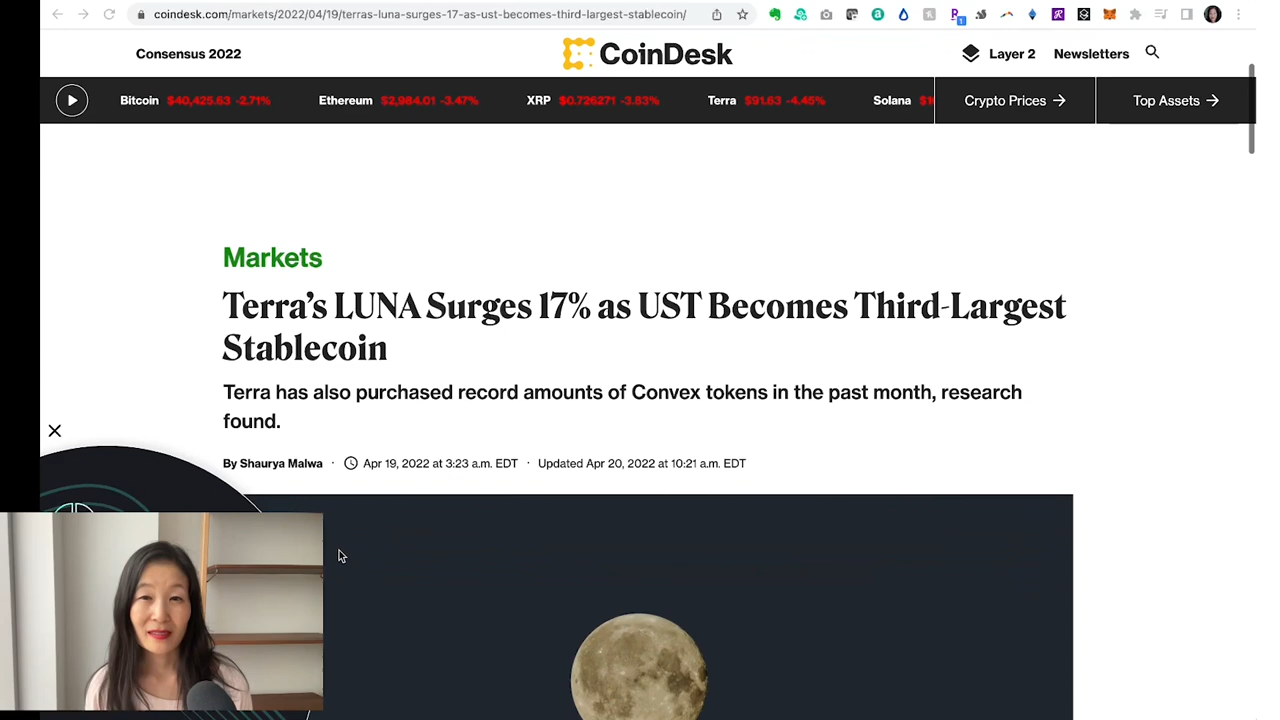 coindesk.com/markets/2022/04/19/terras-luna-surges-17-as-ust-becomes-third-largest-stablecoin/
Consensus 2022
CoinDesk
Layer 2
Newsletters
Bitcoin $40,425.63 -2.71% Ethereum $2,984.01 -3.47% XRP $0.726271 -3.83% Terra $91.63 -4.45% Solana
Crypto Prices → Top Assets →
Markets
Terra's LUNA Surges 17% as UST Becomes Third-Largest
Stablecoin
Terra has also purchased record amounts of Convex tokens in the past month, research
found.
By Shaurya Malwa · Apr 19, 2022 at 3:23 a.m. EDT · Updated Apr 20, 2022 at 10:21 a.m. EDT